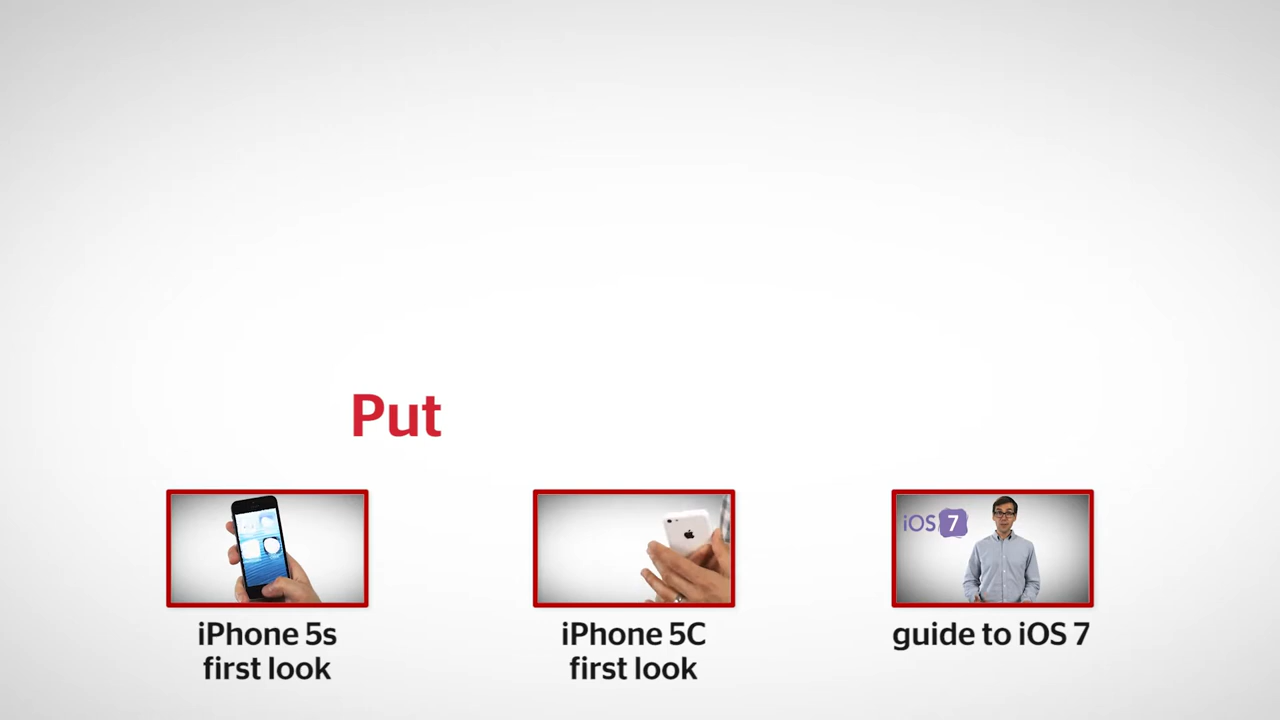 Put
iOS 7
iPhone 5s
first look
iPhone 5C
first look
guide to iOS 7